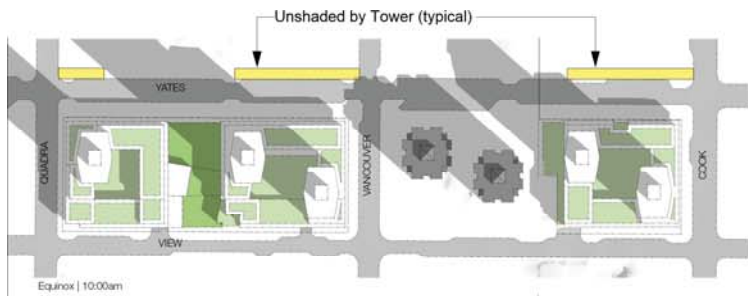 Unshaded by Tower (typical)
YATES
QUADRA
VANCOUVER
COOK
VIEW
Equinox | 10:00am